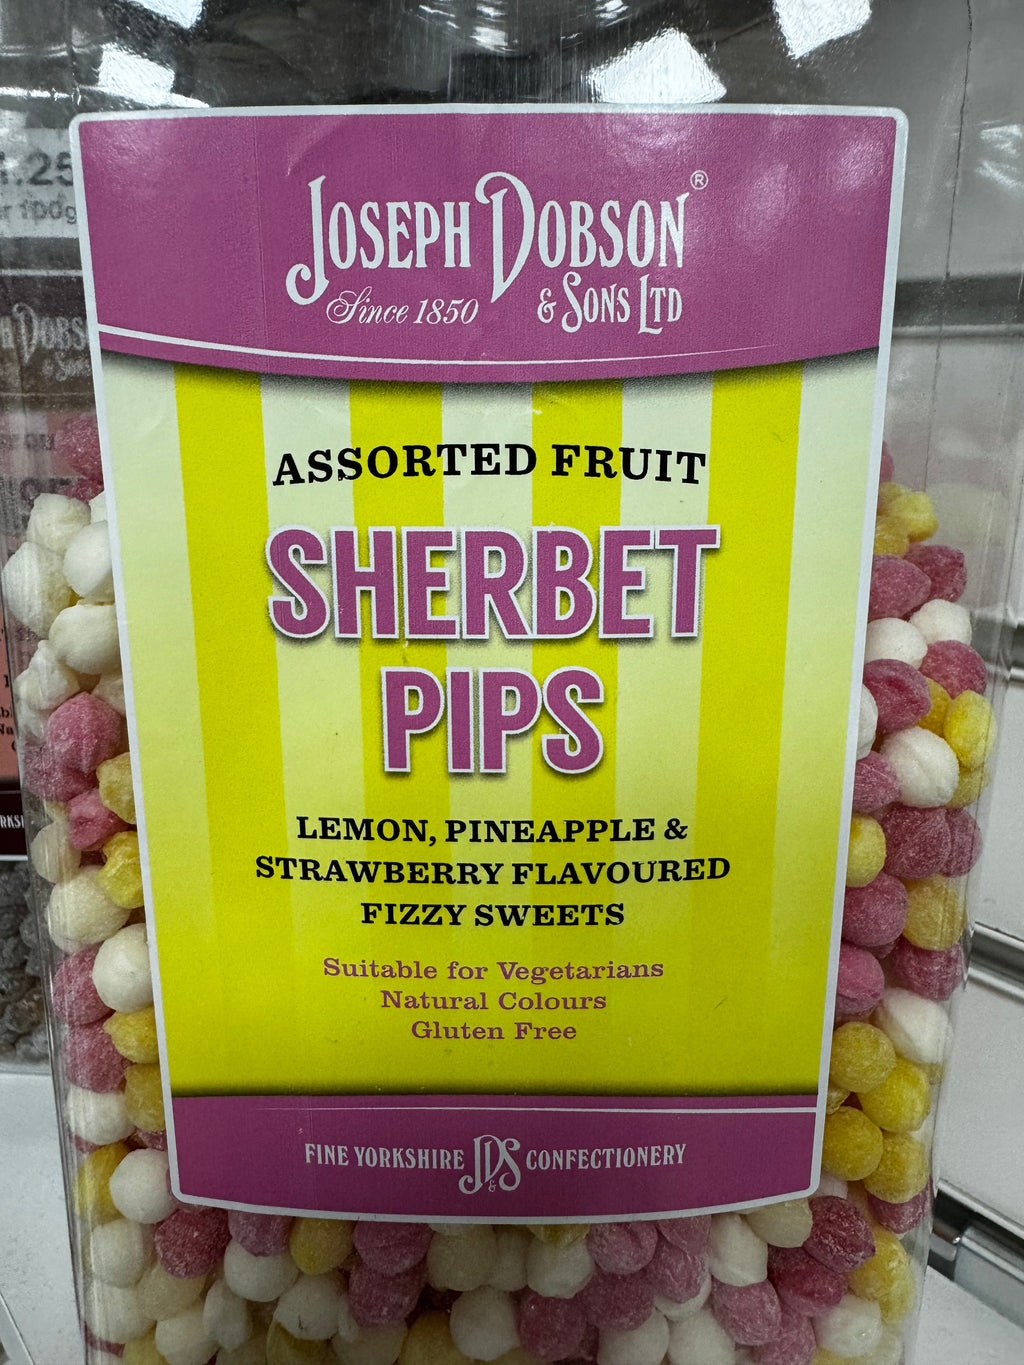 JOSEPH DOBSON®
Since 1850 & SONS LTD
ASSORTED FRUIT
SHERBET
PIPS
LEMON, PINEAPPLE &
STRAWBERRY FLAVOURED
FIZZY SWEETS
Suitable for Vegetarians
Natural Colours
Gluten Free
FINE YORKSHIRE JD&S CONFECTIONERY